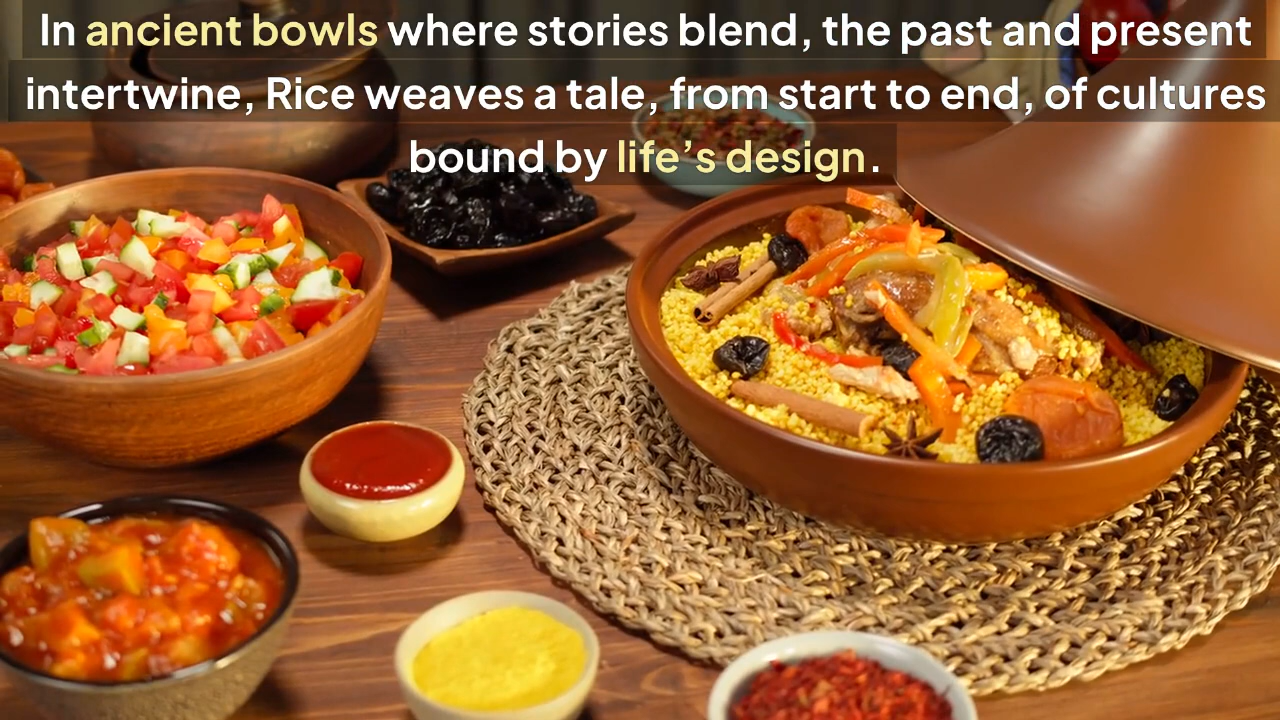 In ancient bowls where stories blend, the past and present
intertwine, Rice weaves a tale, from start to end, of cultures
bound by life’s design.